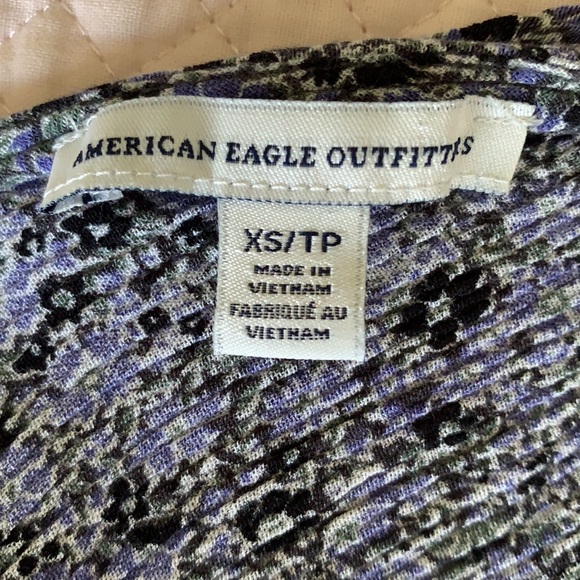 AMERICAN EAGLE OUTFITTERS
XS/TP
MADE IN
VIETNAM
FABRIQUÉ AU
VIETNAM